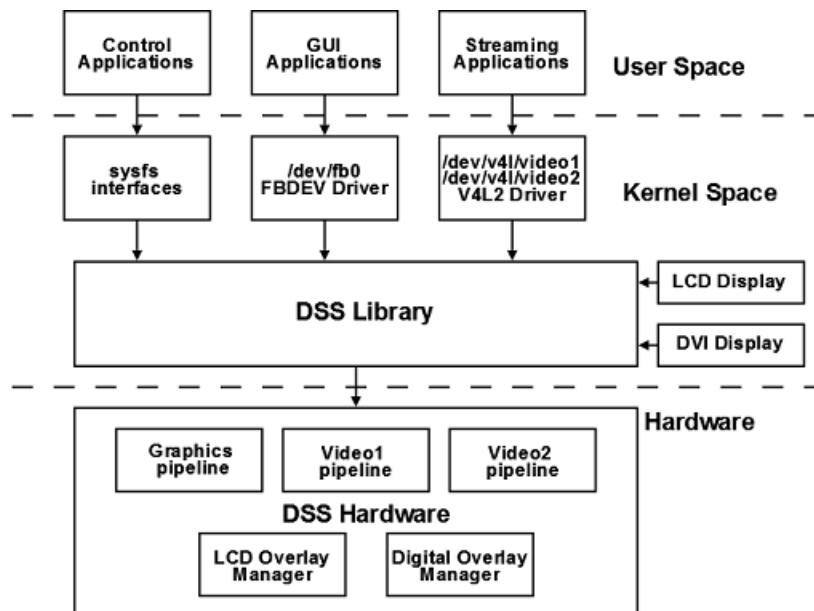 Control
Applications
GUI
Applications
Streaming
Applications
User Space
sysfs
interfaces
/dev/fb0
FBDEV Driver
/dev/v4l/video1
/dev/v4l/video2
V4L2 Driver
Kernel Space
DSS Library
LCD Display
DVI Display
Hardware
Graphics
pipeline
Video1
pipeline
Video2
pipeline
DSS Hardware
LCD Overlay
Manager
Digital Overlay
Manager